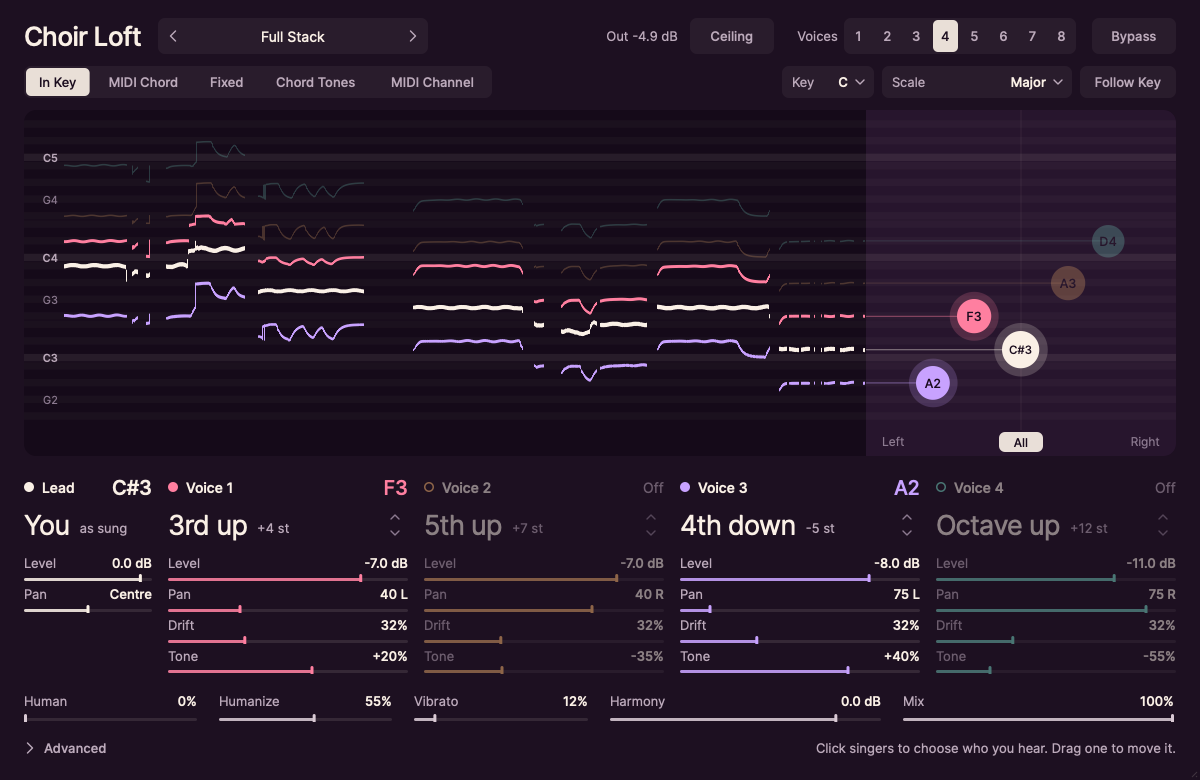 Choir Loft
Full Stack
Out -4.9 dB
Ceiling
Voices 1 2 3 4 5 6 7 8
Bypass
In Key MIDI Chord Fixed Chord Tones MIDI Channel
Key C
Scale Major
Follow Key
C5
G4
C4
G3
C3
G2
D4
A3
F3
C#3
A2
Left All Right
Lead C#3
You as sung
Level 0.0 dB
Pan Centre
Voice 1 F3
3rd up +4 st
Level -7.0 dB
Pan 40 L
Drift 32%
Tone +20%
Voice 2 Off
5th up +7 st
Level -7.0 dB
Pan 40 R
Drift 32%
Tone -35%
Voice 3 A2
4th down -5 st
Level -8.0 dB
Pan 75 L
Drift 32%
Tone +40%
Voice 4 Off
Octave up +12 st
Level -11.0 dB
Pan 75 R
Drift 32%
Tone -55%
Human 0%
Humanize 55%
Vibrato 12%
Harmony 0.0 dB
Mix 100%
Advanced
Click singers to choose who you hear. Drag one to move it.